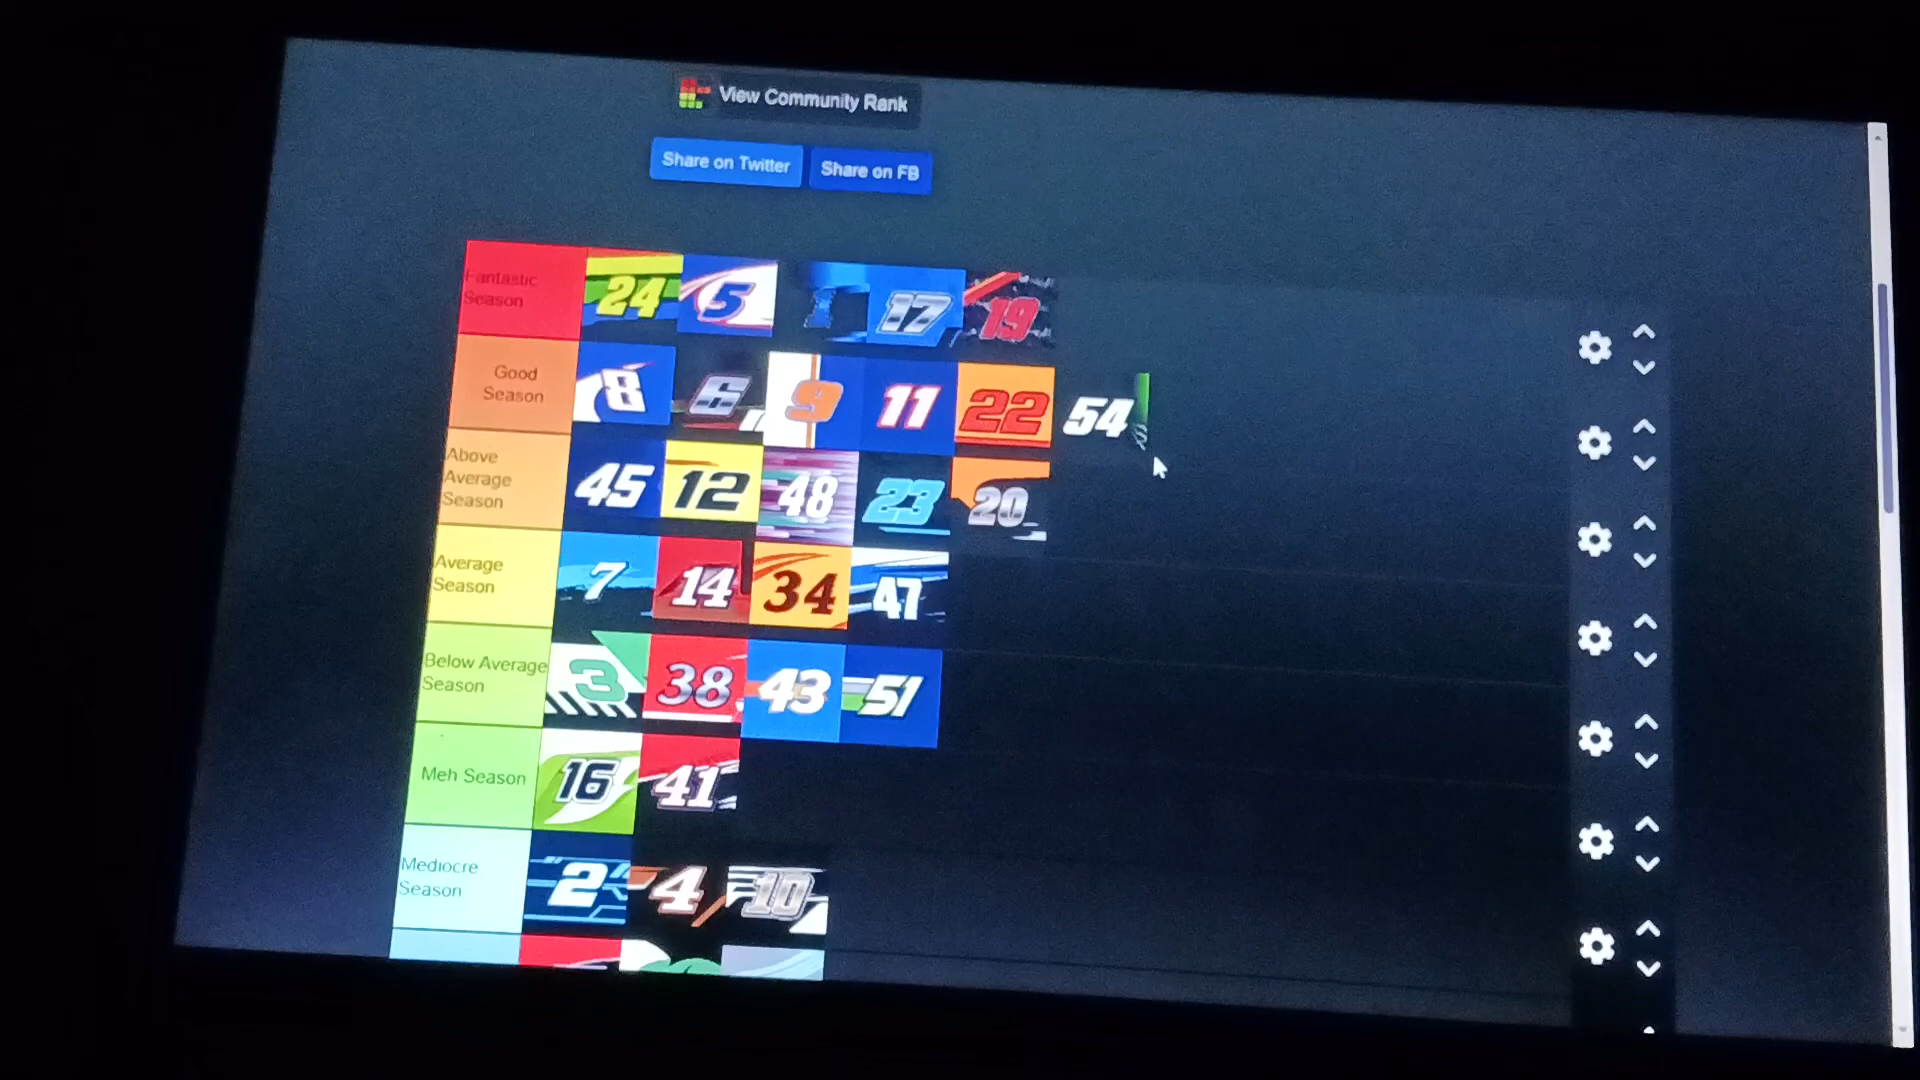 View Community Rank
Share on Twitter Share on FB
Fantastic
Season
24 5 1 17 19
Good
Season
8 6 9 11 22 54
Above
Average
Season
45 12 48 23 20
Average
Season
7 14 34 47
Below Average
Season
3 38 43 51
Meh Season
16 41
Mediocre
Season
2 4 10